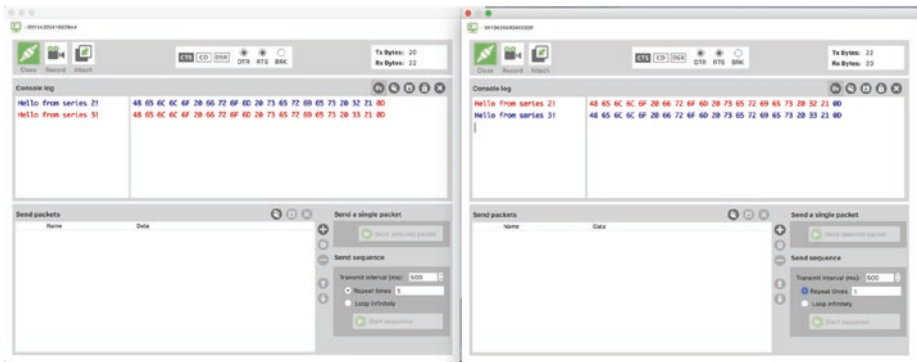 CTS CD DSR DTR RTS BRK
Tx Bytes: 20
Rx Bytes: 22
Close Record Attach
Console log
Hello from series 2! 48 65 6C 6C 6F 20 66 72 6F 6D 20 73 65 72 69 65 73 20 32 21 0D
Hello from series 3! 48 65 6C 6C 6F 20 66 72 6F 6D 20 73 65 72 69 65 73 20 33 21 0D
Send packets
Name Data
Send a single packet
Send selected packet
Send sequence
Transmit interval (ms): 500
Repeat times 1
Loop infinitely
Start sequence
CTS CD DSR DTR RTS BRK
Tx Bytes: 22
Rx Bytes: 20
Close Record Attach
Console log
Hello from series 2! 48 65 6C 6C 6F 20 66 72 6F 6D 20 73 65 72 69 65 73 20 32 21 0D
Hello from series 3! 48 65 6C 6C 6F 20 66 72 6F 6D 20 73 65 72 69 65 73 20 33 21 0D
Send packets
Name Data
Send a single packet
Send selected packet
Send sequence
Transmit interval (ms):
Repeat times 1
Loop infinitely
Start sequence